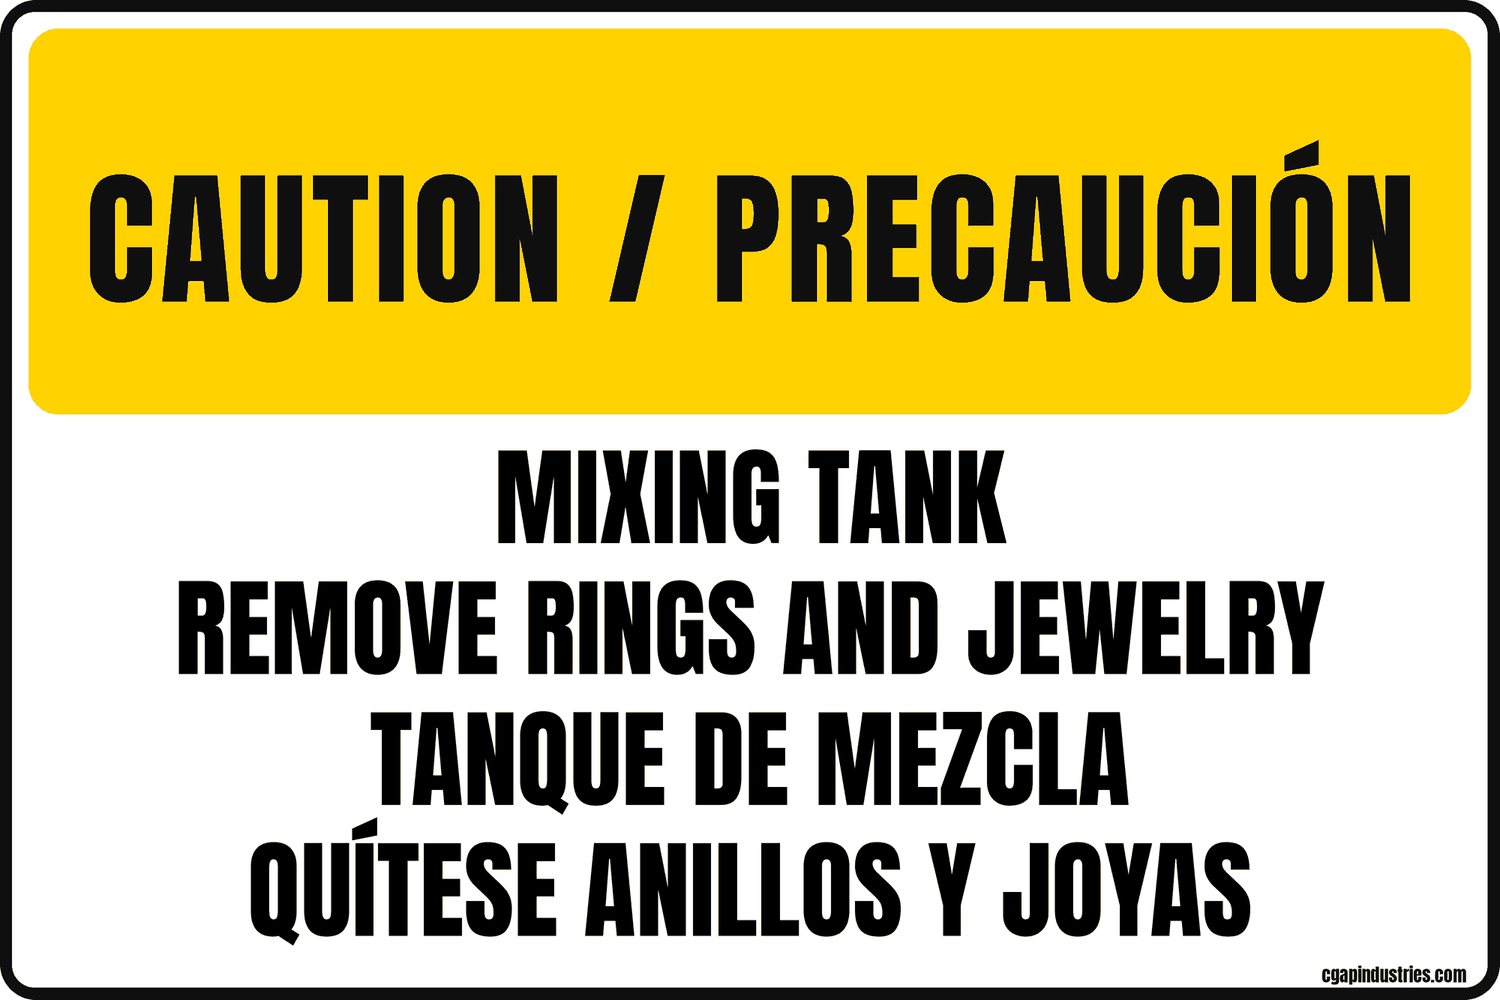 CAUTION / PRECAUCIÓN
MIXING TANK
REMOVE RINGS AND JEWELRY
TANQUE DE MEZCLA
QUÍTESE ANILLOS Y JOYAS
cgapindustries.com